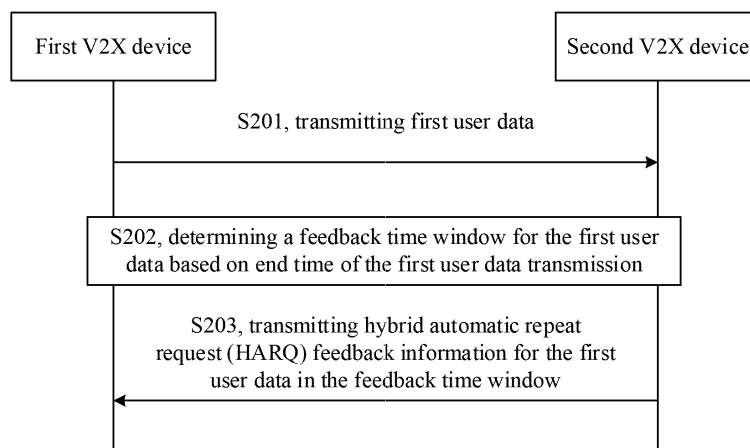 First V2X device
Second V2X device
S201, transmitting first user data
S202, determining a feedback time window for the first user
data based on end time of the first user data transmission
S203, transmitting hybrid automatic repeat
request (HARQ) feedback information for the first
user data in the feedback time window